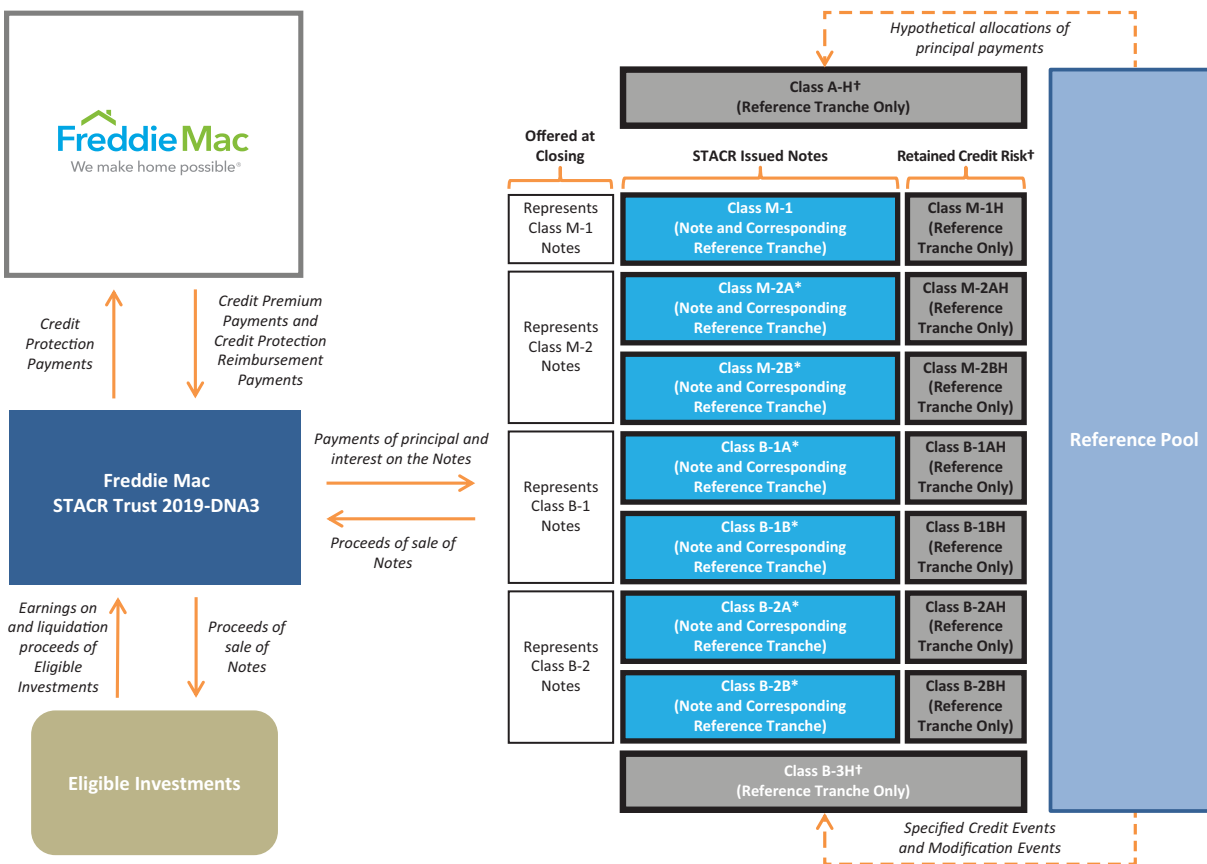 Freddie Mac
We make home possible®
Credit
Protection
Payments
Credit Premium
Payments and
Credit Protection
Reimbursement
Payments
Freddie Mac
STACR Trust 2019-DNA3
Earnings on
and liquidation
proceeds of
Eligible
Investments
Proceeds of
sale of
Notes
Eligible Investments
Payments of principal and
interest on the Notes
Proceeds of sale of
Notes
Hypothetical allocations of
principal payments
Class A-H†
(Reference Tranche Only)
Offered at
Closing
STACR Issued Notes
Retained Credit Risk†
Represents
Class M-1
Notes
Class M-1
(Note and Corresponding
Reference Tranche)
Class M-1H
(Reference
Tranche Only)
Represents
Class M-2
Notes
Class M-2A*
(Note and Corresponding
Reference Tranche)
Class M-2AH
(Reference
Tranche Only)
Class M-2B*
(Note and Corresponding
Reference Tranche)
Class M-2BH
(Reference
Tranche Only)
Represents
Class B-1
Notes
Class B-1A*
(Note and Corresponding
Reference Tranche)
Class B-1AH
(Reference
Tranche Only)
Class B-1B*
(Note and Corresponding
Reference Tranche)
Class B-1BH
(Reference
Tranche Only)
Represents
Class B-2
Notes
Class B-2A*
(Note and Corresponding
Reference Tranche)
Class B-2AH
(Reference
Tranche Only)
Class B-2B*
(Note and Corresponding
Reference Tranche)
Class B-2BH
(Reference
Tranche Only)
Class B-3H†
(Reference Tranche Only)
Specified Credit Events
and Modification Events
Reference Pool